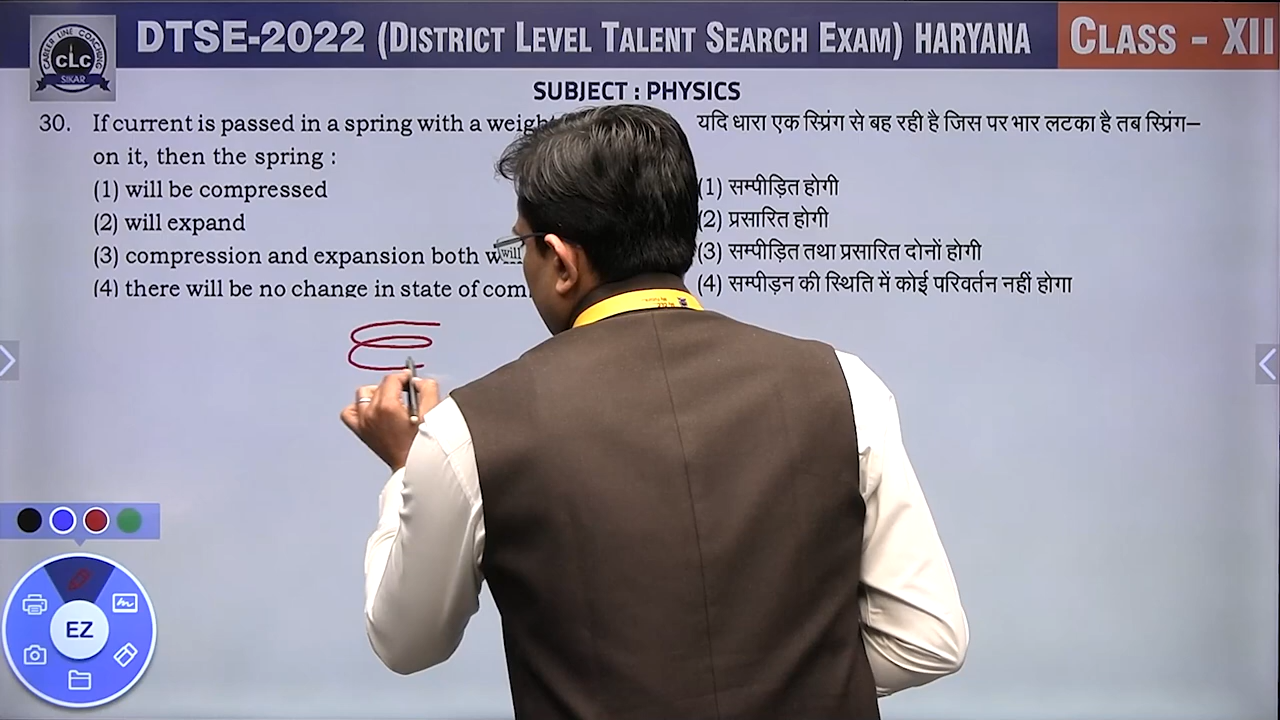 CAREER LINE COACHING
CLC
SIKAR
DTSE-2022 (DISTRICT LEVEL TALENT SEARCH EXAM) HARYANA
CLASS - XII
SUBJECT : PHYSICS
30. If current is passed in a spring with a weight
on it, then the spring :
(1) will be compressed
(2) will expand
(3) compression and expansion both will
(4) there will be no change in state of
यदि धारा एक स्प्रिंग से बह रही है जिस पर भार लटका है तब स्प्रिंग–
(1) सम्पीड़ित होगी
(2) प्रसारित होगी
(3) सम्पीड़ित तथा प्रसारित दोनों होगी
(4) सम्पीड़न की स्थिति में कोई परिवर्तन नहीं होगा
EZ